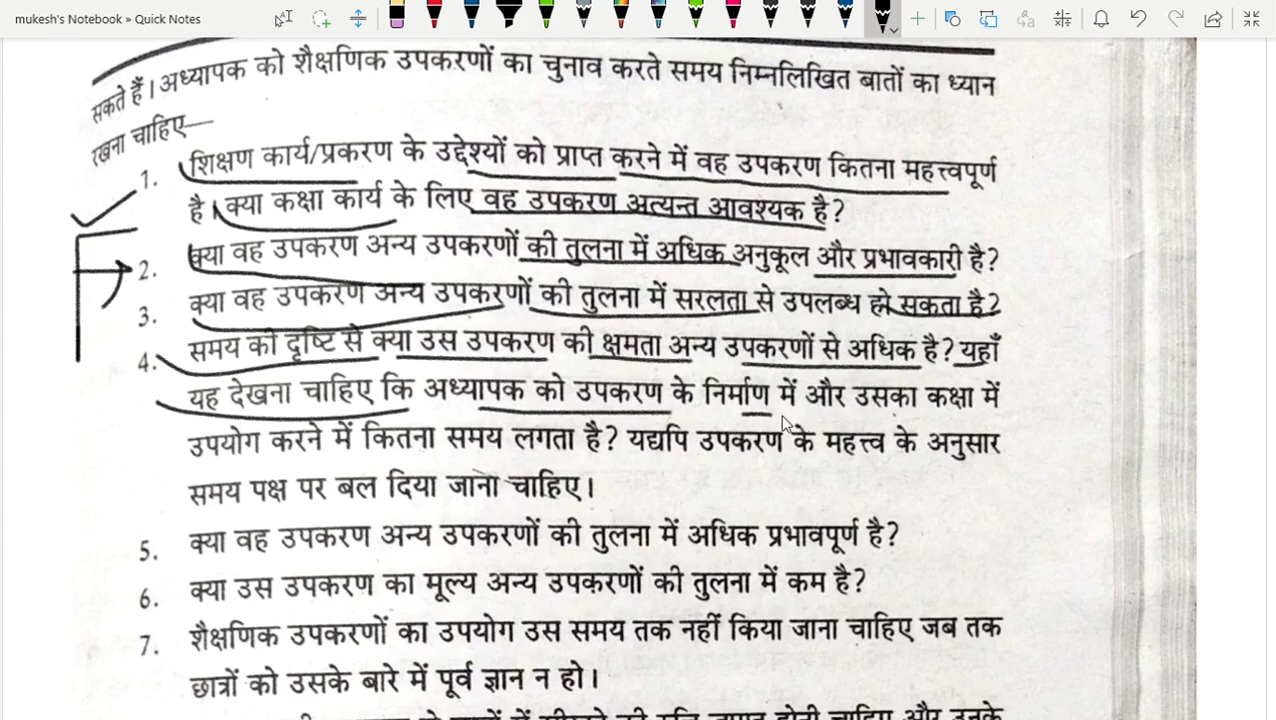 mukesh's Notebook » Quick Notes
सकते हैं। अध्यापक को शैक्षणिक उपकरणों का चुनाव करते समय निम्नलिखित बातों का ध्यान
रखना चाहिए—
1. शिक्षण कार्य/प्रकरण के उद्देश्यों को प्राप्त करने में वह उपकरण कितना महत्त्वपूर्ण
है। क्या कक्षा कार्य के लिए वह उपकरण अत्यन्त आवश्यक है?
2. क्या वह उपकरण अन्य उपकरणों की तुलना में अधिक अनुकूल और प्रभावकारी है?
3. क्या वह उपकरण अन्य उपकरणों की तुलना में सरलता से उपलब्ध हो सकता है?
4. समय की दृष्टि से क्या उस उपकरण की क्षमता अन्य उपकरणों से अधिक है? यहाँ
यह देखना चाहिए कि अध्यापक को उपकरण के निर्माण में और उसका कक्षा में
उपयोग करने में कितना समय लगता है? यद्यपि उपकरण के महत्त्व के अनुसार
समय पक्ष पर बल दिया जाना चाहिए।
5. क्या वह उपकरण अन्य उपकरणों की तुलना में अधिक प्रभावपूर्ण है?
6. क्या उस उपकरण का मूल्य अन्य उपकरणों की तुलना में कम है?
7. शैक्षणिक उपकरणों का उपयोग उस समय तक नहीं किया जाना चाहिए जब तक
छात्रों को उसके बारे में पूर्व ज्ञान न हो।